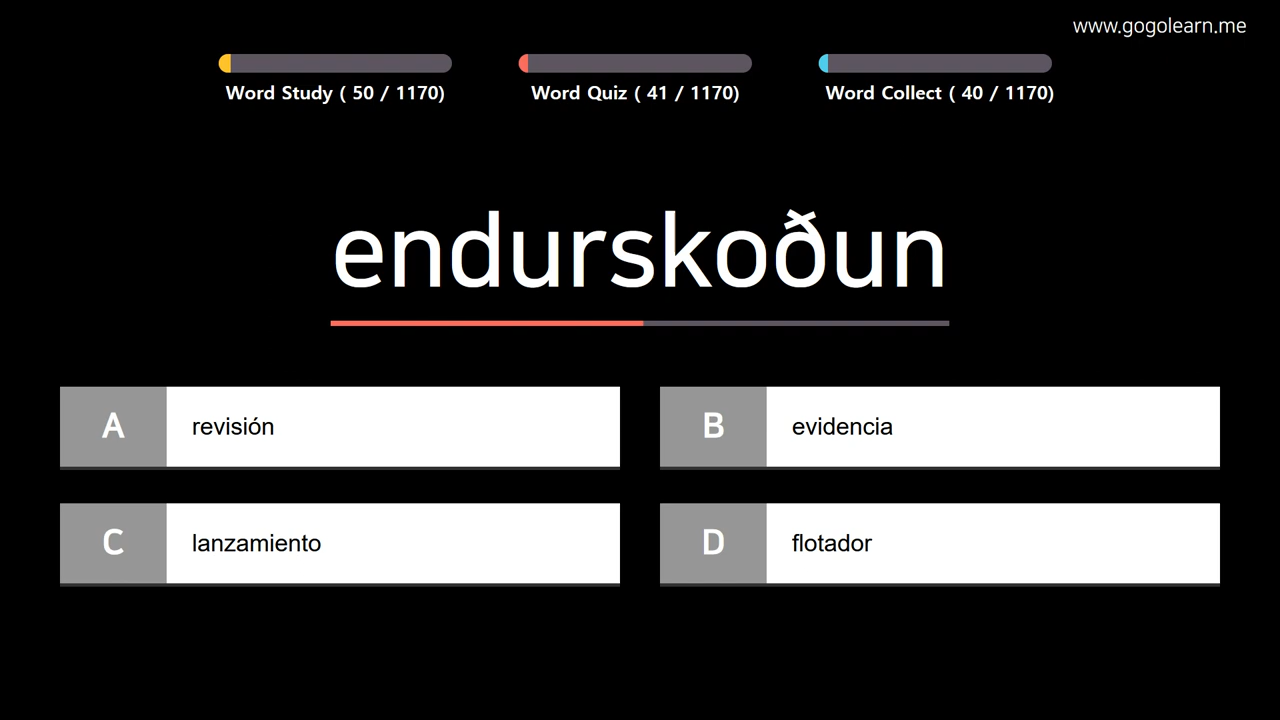 www.gogolearn.me
Word Study ( 50 / 1170)
Word Quiz ( 41 / 1170)
Word Collect ( 40 / 1170)
endurskoðun
A revisión
B evidencia
C lanzamiento
D flotador